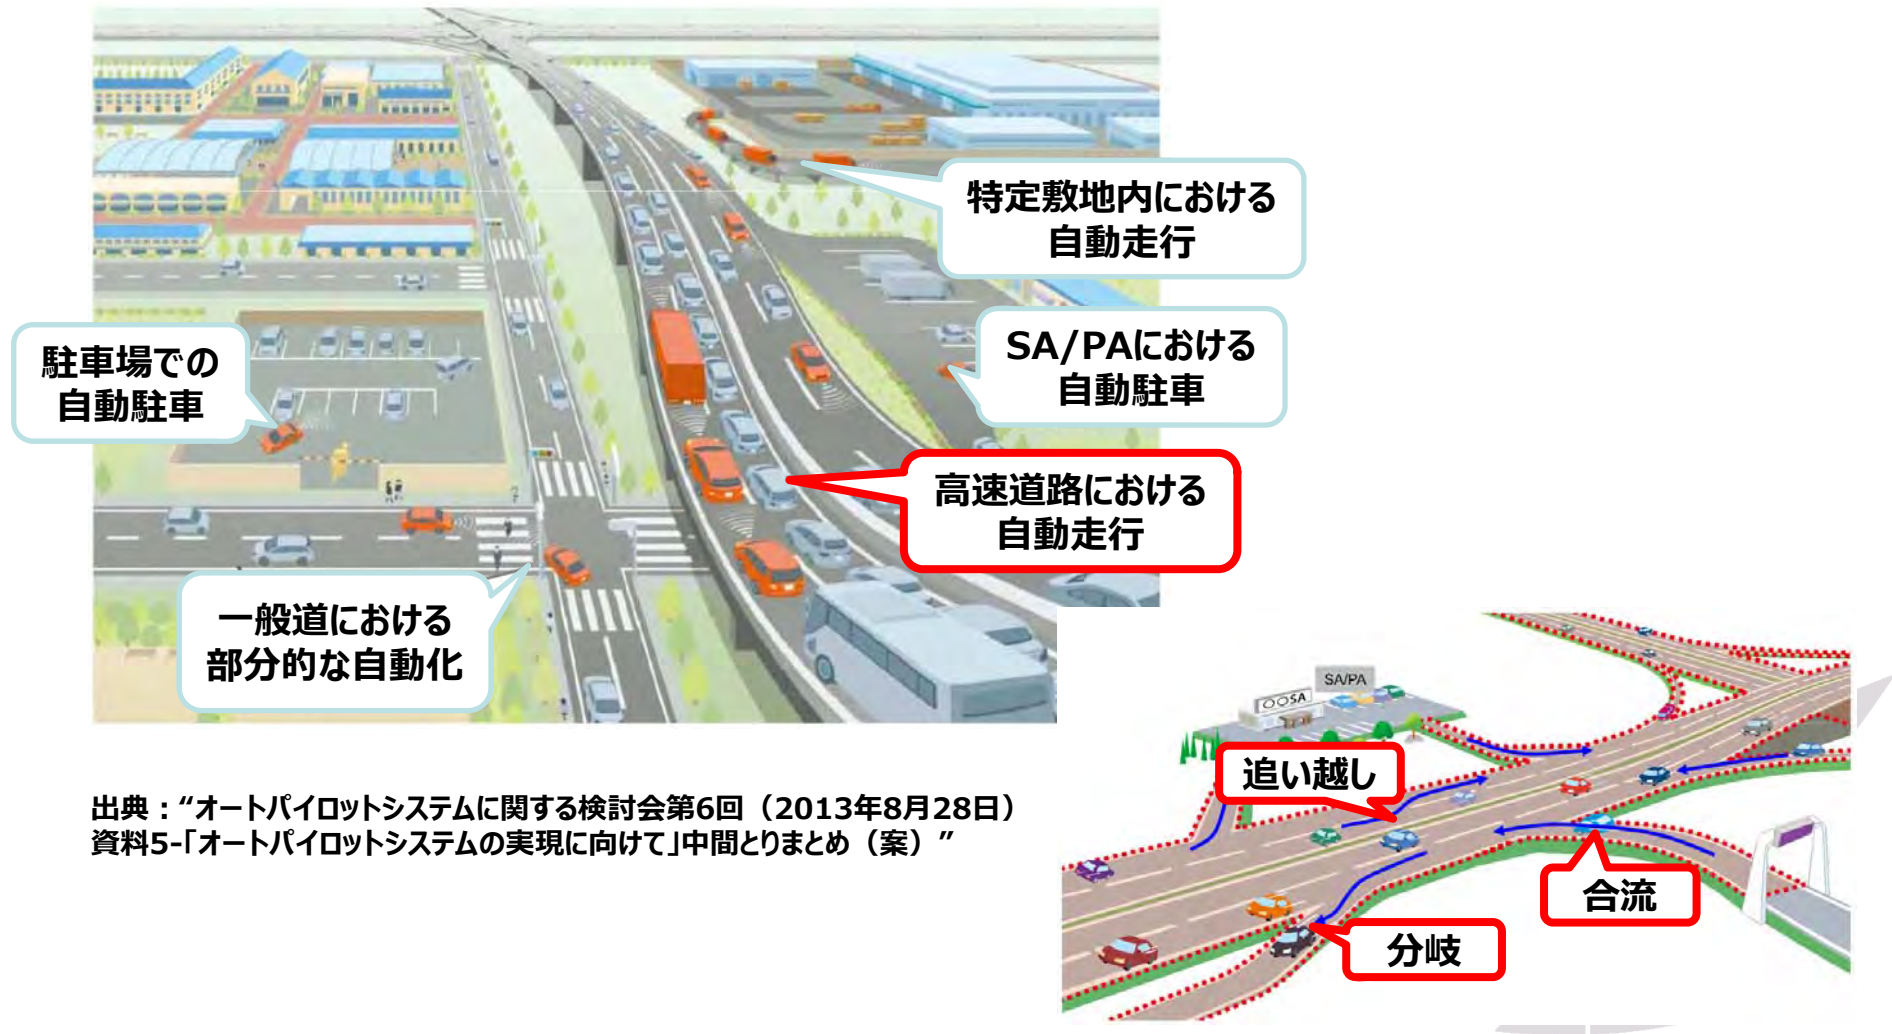 特定敷地内における
自動走行
SA/PAにおける
自動駐車
駐車場での
自動駐車
高速道路における
自動走行
一般道における
部分的な自動化
SA/PA
〇〇SA
追い越し
合流
分岐
出典：“オートパイロットシステムに関する検討会第6回（2013年8月28日）
資料5-｢オートパイロットシステムの実現に向けて｣中間とりまとめ（案）”